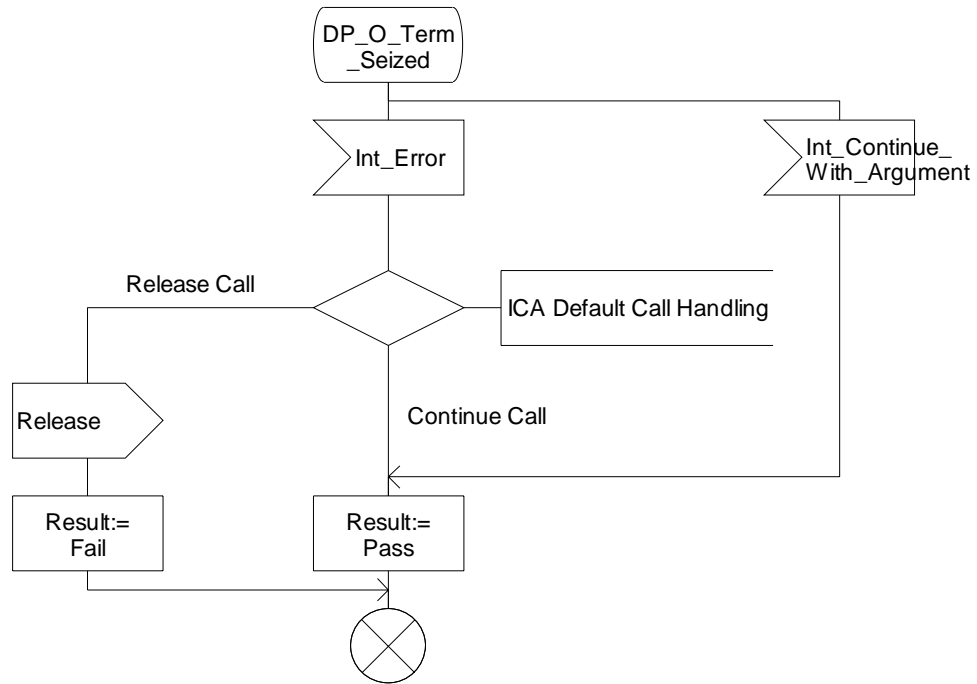 DP_O_Term
_Seized
Int_Error
Int_Continue_
With_Argument
Release Call
ICA Default Call Handling
Release
Continue Call
Result:=
Fail
Result:=
Pass